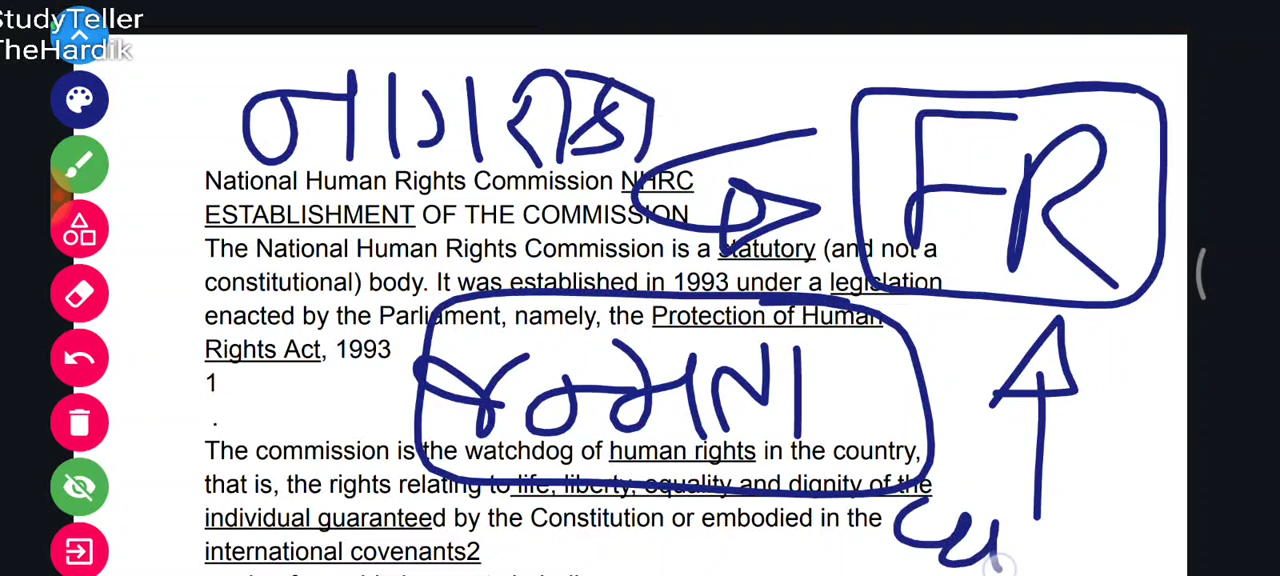 StudyTeller
TheHardik
FR
National Human Rights Commission NHRC
ESTABLISHMENT OF THE COMMISSION
The National Human Rights Commission is a statutory (and not a
constitutional) body. It was established in 1993 under a legislation
enacted by the Parliament, namely, the Protection of Human
Rights Act, 1993
1
.
The commission is the watchdog of human rights in the country,
that is, the rights relating to life, liberty, equality and dignity of the
individual guaranteed by the Constitution or embodied in the
international covenants2